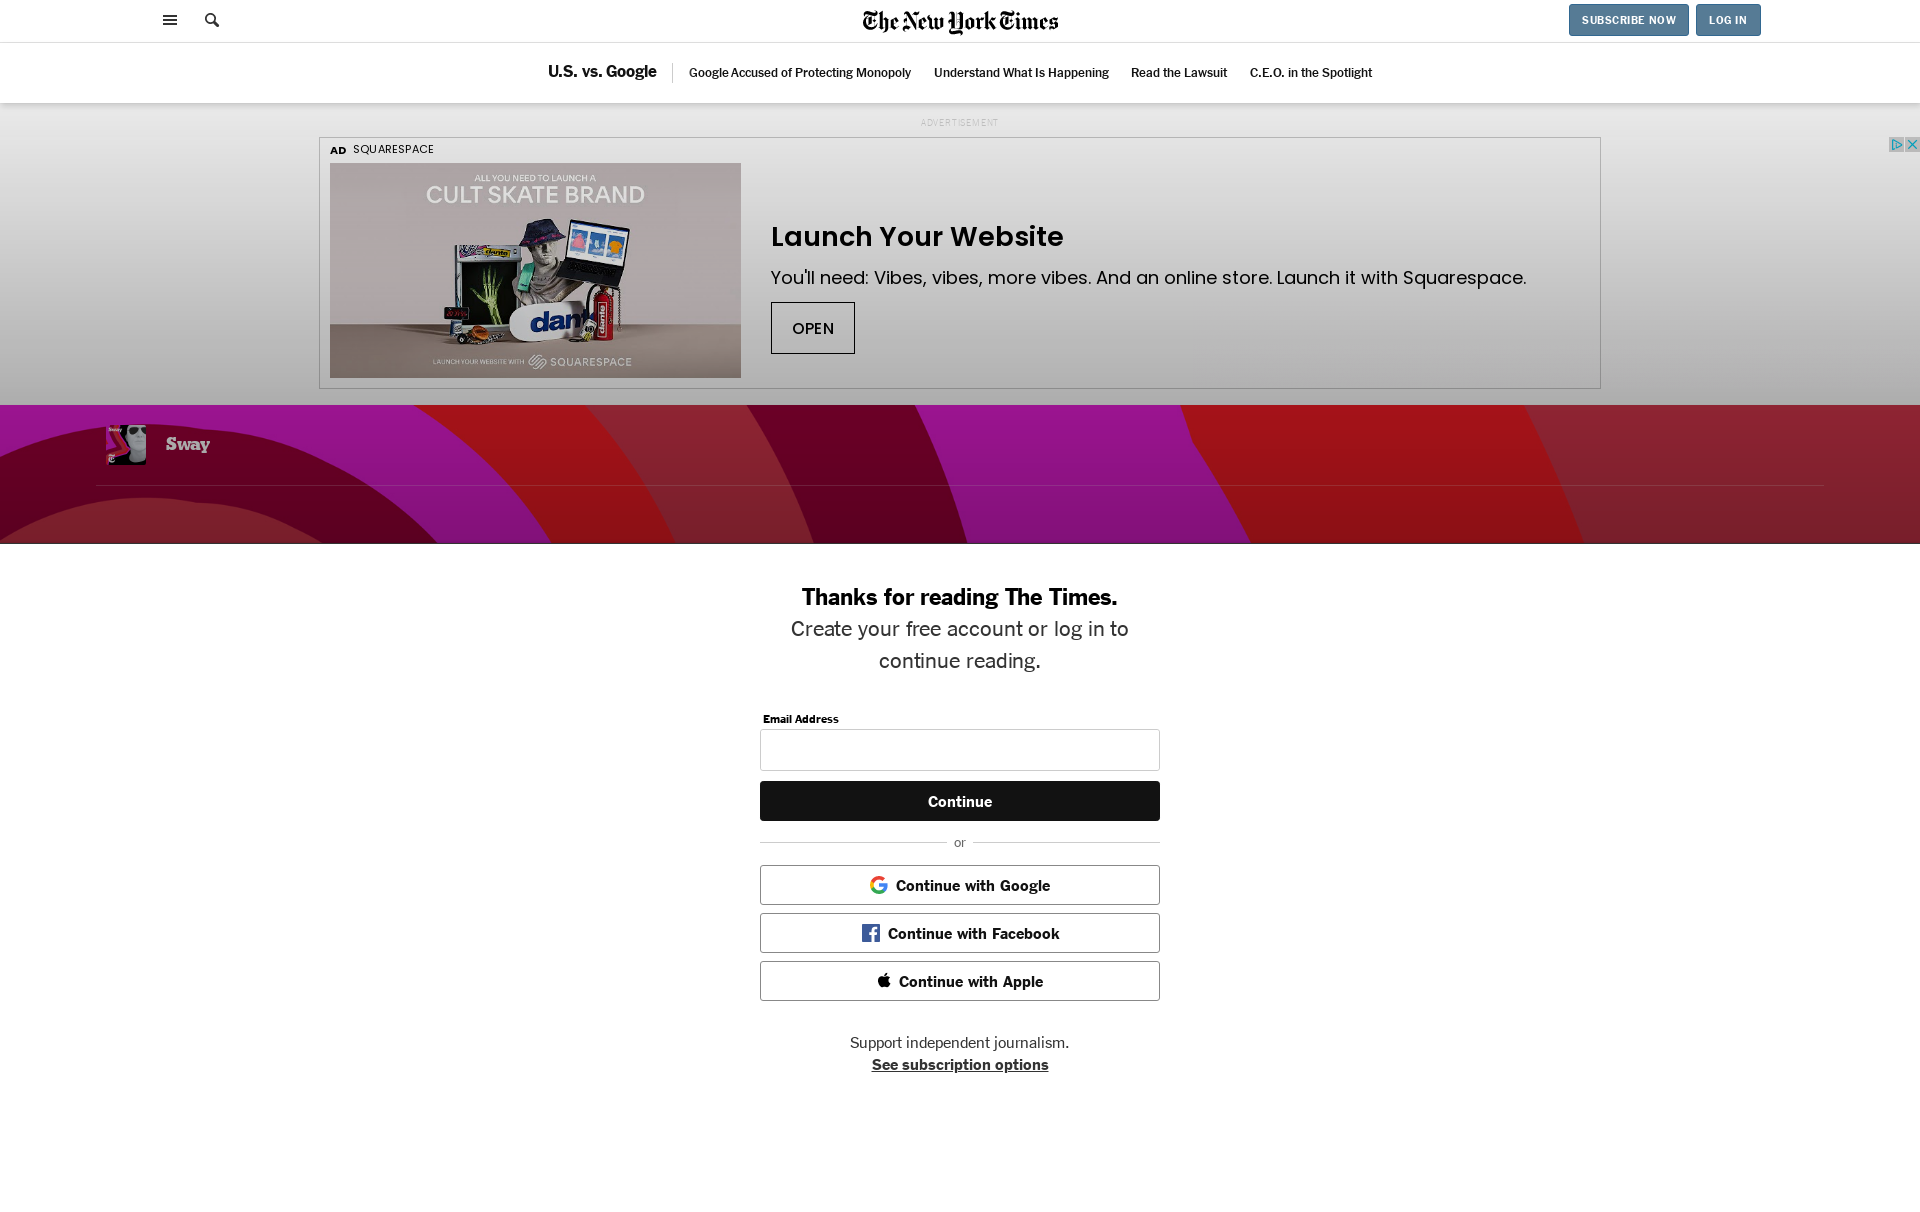 The New York Times
SUBSCRIBE NOW
LOG IN
U.S. vs. Google
Google Accused of Protecting Monopoly
Understand What Is Happening
Read the Lawsuit
C.E.O. in the Spotlight
ADVERTISEMENT
AD SQUARESPACE
ALL YOU NEED TO LAUNCH A
CULT SKATE BRAND
danto
LAUNCH YOUR WEBSITE WITH SQUARESPACE
Launch Your Website
You'll need: Vibes, vibes, more vibes. And an online store. Launch it with Squarespace.
OPEN
Sway
Thanks for reading The Times.
Create your free account or log in to
continue reading.
Email Address
Continue
or
Continue with Google
Continue with Facebook
Continue with Apple
Support independent journalism.
See subscription options